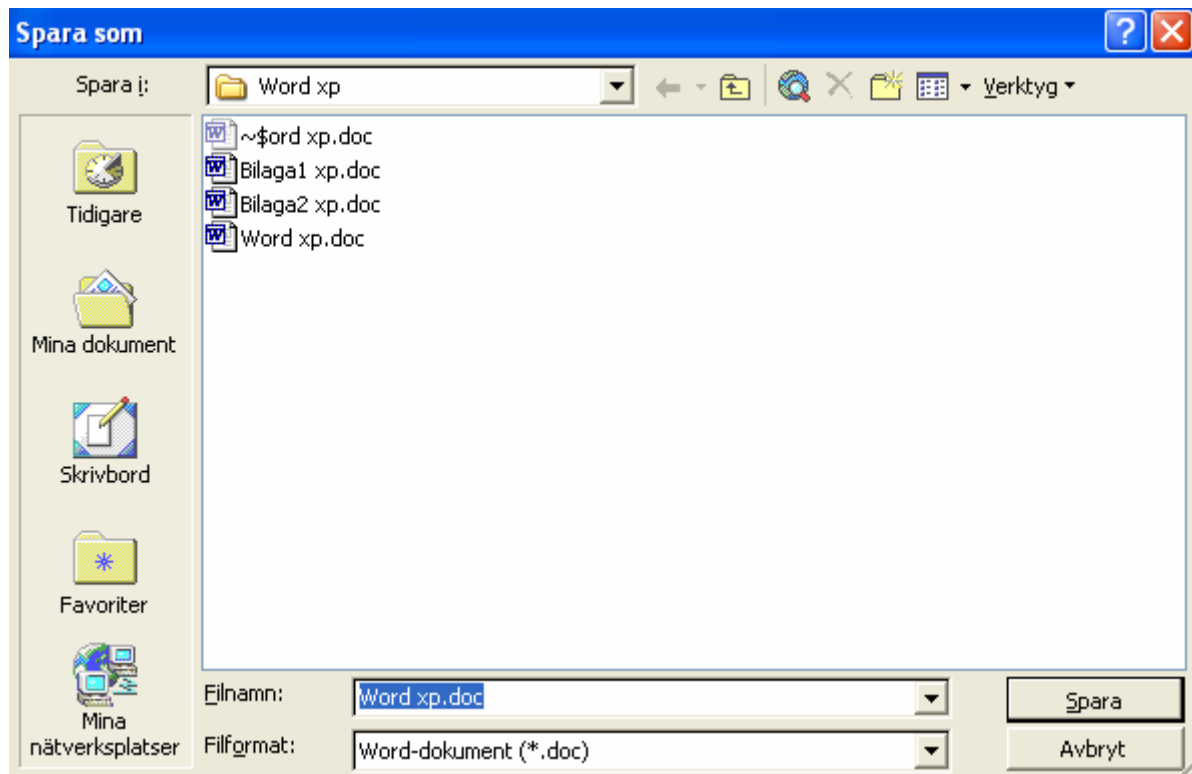 Spara som
Spara i:
Word xp
Verktyg
~$ord xp.doc
Bilaga1 xp.doc
Bilaga2 xp.doc
Word xp.doc
Tidigare
Mina dokument
Skrivbord
Favoriter
Mina
nätverksplatser
Filnamn:
Word xp.doc
Spara
Filformat:
Word-dokument (*.doc)
Avbryt